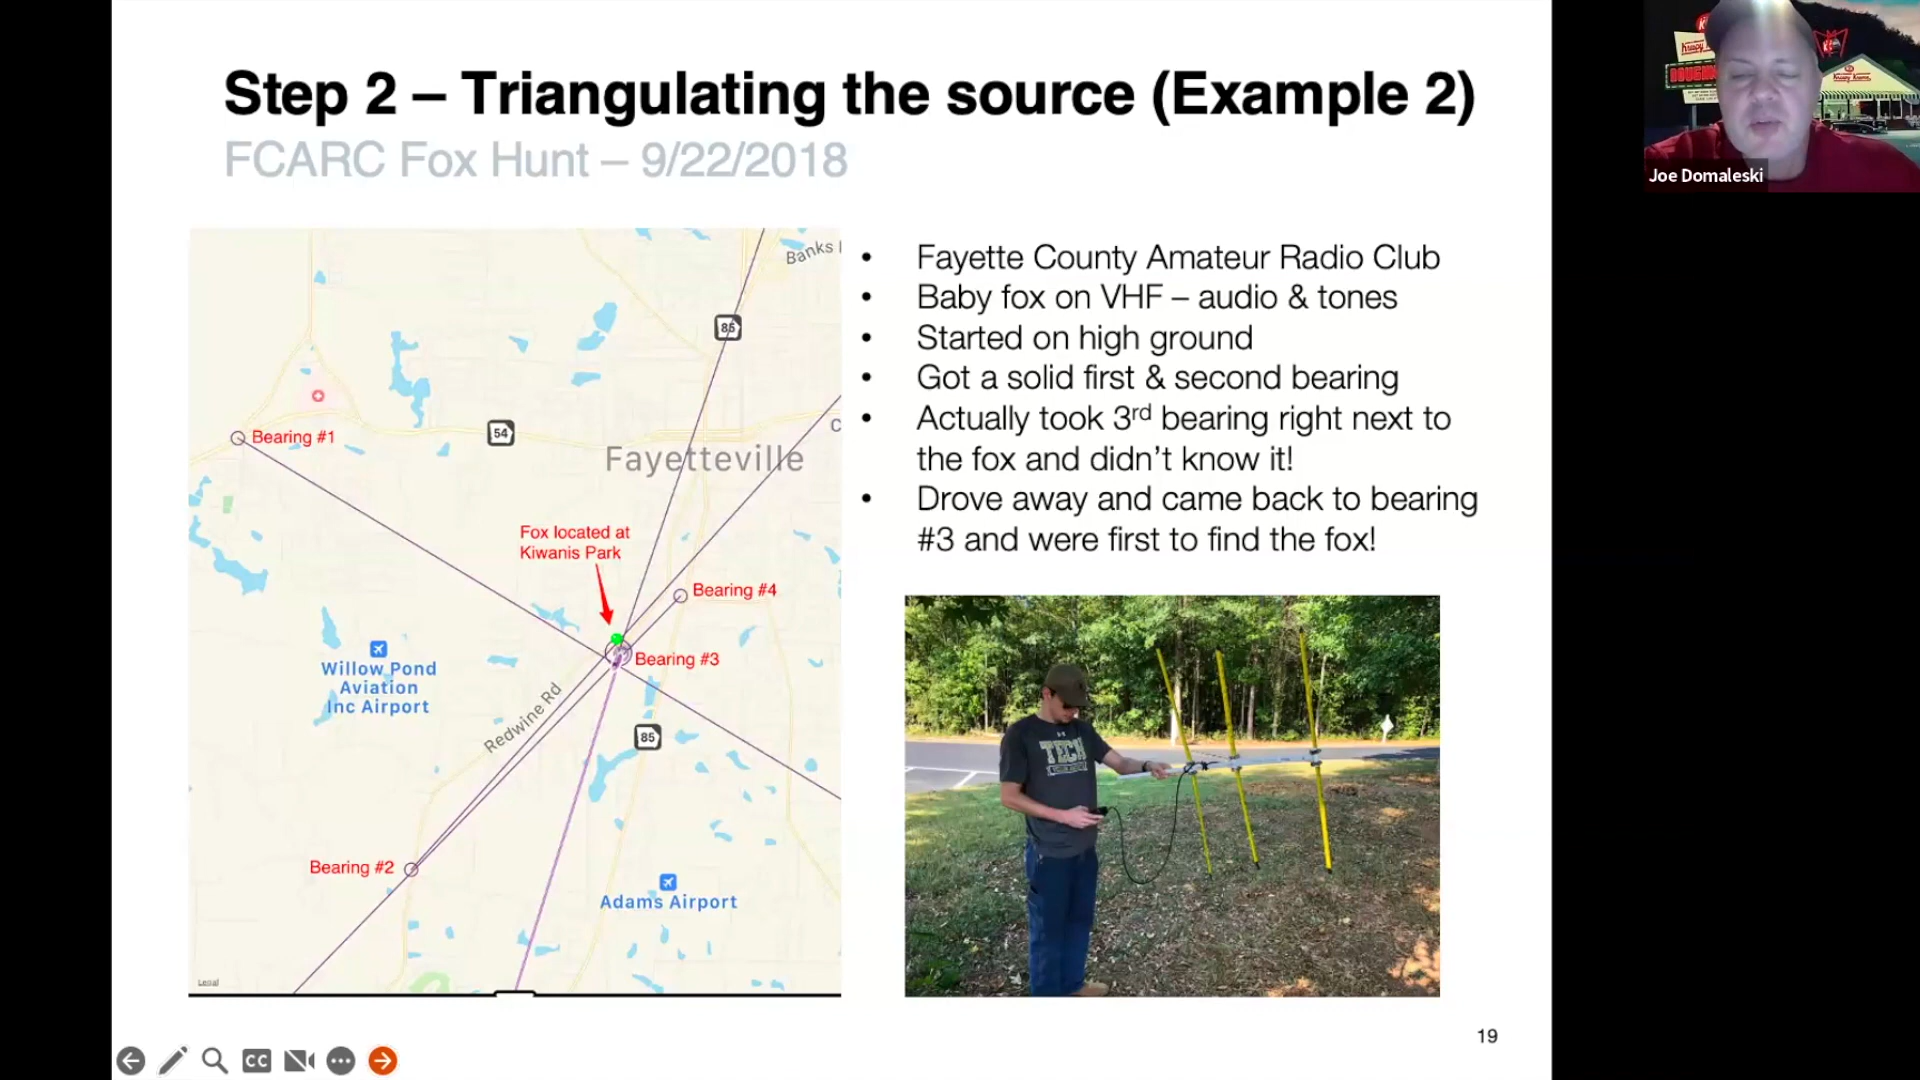 Step 2 – Triangulating the source (Example 2)
FCARC Fox Hunt – 9/22/2018
Joe Domaleski
Banks
85
54
Fayetteville
Bearing #1
Fox located at
Kiwanis Park
Bearing #4
Bearing #3
Willow Pond
Aviation
Inc Airport
Redwine Rd
85
Bearing #2
Adams Airport
Legal
• Fayette County Amateur Radio Club
• Baby fox on VHF – audio & tones
• Started on high ground
• Got a solid first & second bearing
• Actually took 3rd bearing right next to
the fox and didn't know it!
• Drove away and came back to bearing
#3 and were first to find the fox!
TECH
19
CC